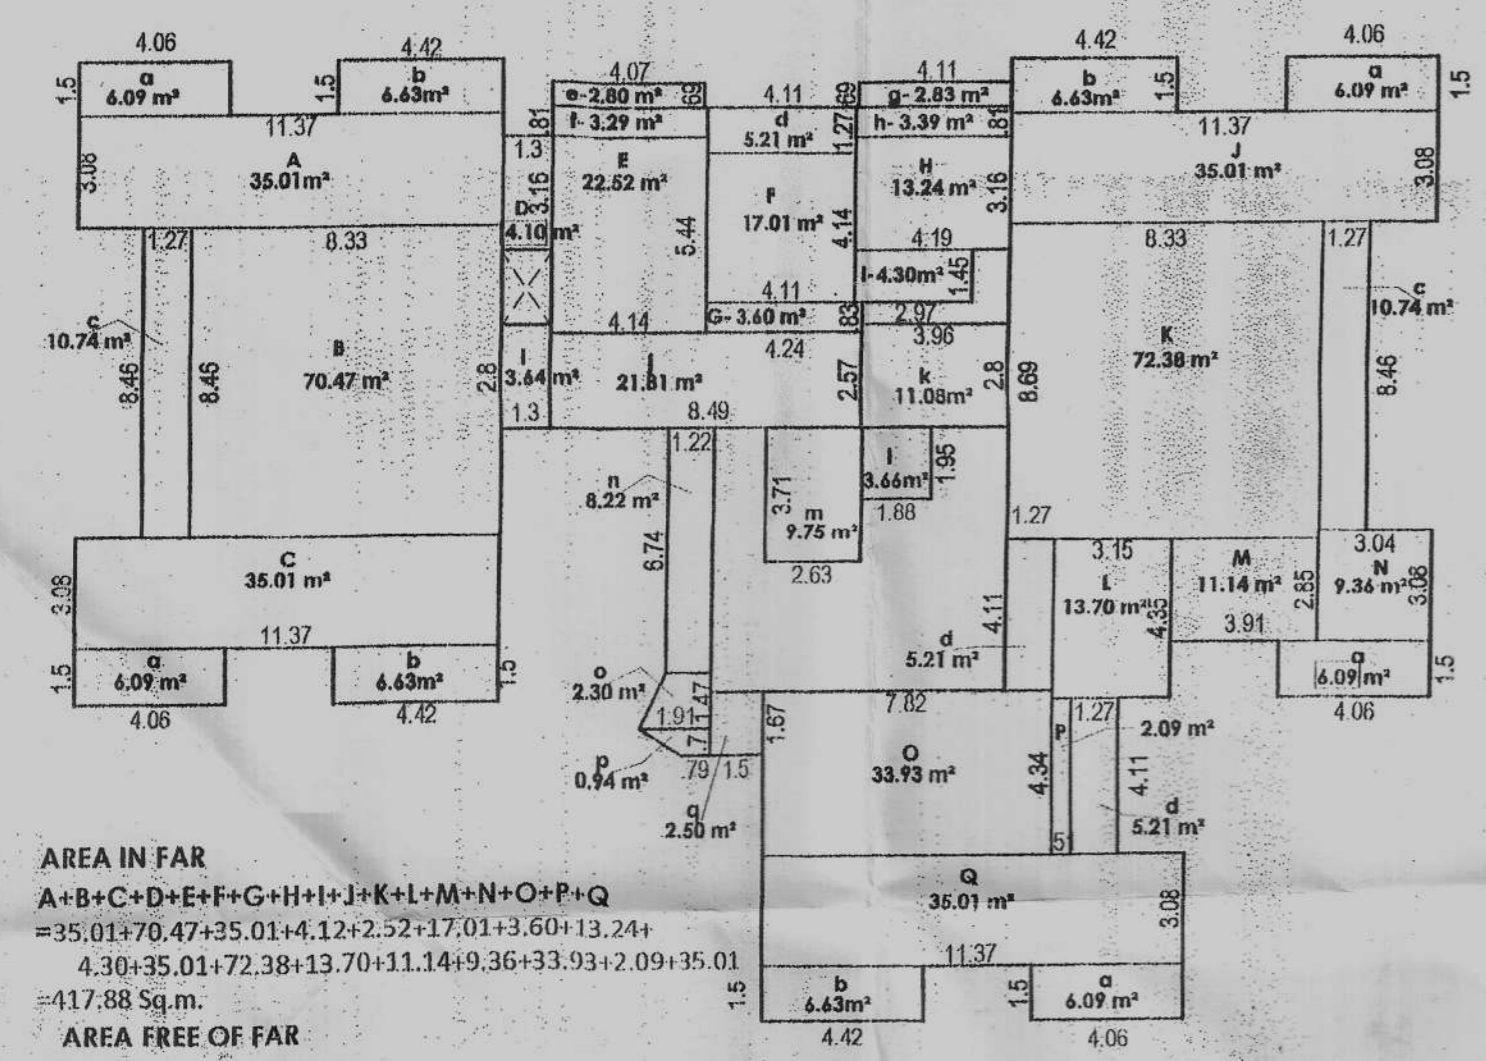 4.06
4.42
4.42
4.06
1.5
a
6.09 m²
1.5
b
6.63m²
4.07
e-2.80 m²
.69
4.11
4.11
g-2.83 m²
.69
b
6.63m²
1.5
a
6.09 m²
1.5
11.37
.81
f-3.29 m²
d
5.21 m²
1.27
h-3.39 m²
.81
11.37
3.08
A
35.01m²
1.3
3.16
D
4.10 m²
E
22.52 m²
5.44
F
17.01 m²
4.14
H
13.24m²
3.16
J
35.01 m²
3.08
1.27
8.33
4.19
8.33
1.27
I-4.30m²
1.45
4.11
G-3.60 m²
.83
2.97
c
10.74 m²
c
10.74 m²
4.14
4.24
3.96
8.46
8.46
B
70.47 m²
2.8
3.64 m²
1.3
21.81 m²
8.49
2.57
k
11.08m²
2.8
8.69
K
72.38 m²
8.46
1.22
n
8.22 m²
6.74
3.71
m
9.75 m²
2.63
l
3.66m²
1.95
1.88
1.27
3.08
C
35.01 m²
11.37
3.15
L
13.70 m²
4.35
M
11.14 m²
3.91
2.85
3.04
N
9.36 m²
3.08
4.11
d
5.21 m²
1.5
a
6.09 m²
4.06
b
6.63m²
4.42
1.5
o
2.30 m²
1.47
1.91
.71
p
0.94 m²
.79
1.5
q
2.50 m²
1.67
7.82
a
6.09 m²
1.5
4.06
O
33.93 m²
4.34
P
1.27
2.09 m²
4.11
d
5.21 m²
.51
Q
35.01 m²
3.08
11.37
1.5
b
6.63m²
4.42
1.5
a
6.09 m²
4.06
AREA IN FAR
A+B+C+D+E+F+G+H+I+J+K+L+M+N+O+P+Q
=35.01+70.47+35.01+4.12+2.52+17.01+3.60+13.24+
4.30+35.01+72.38+13.70+11.14+9.36+33.93+2.09+35.01
=417.88 Sq.m.
AREA FREE OF FAR